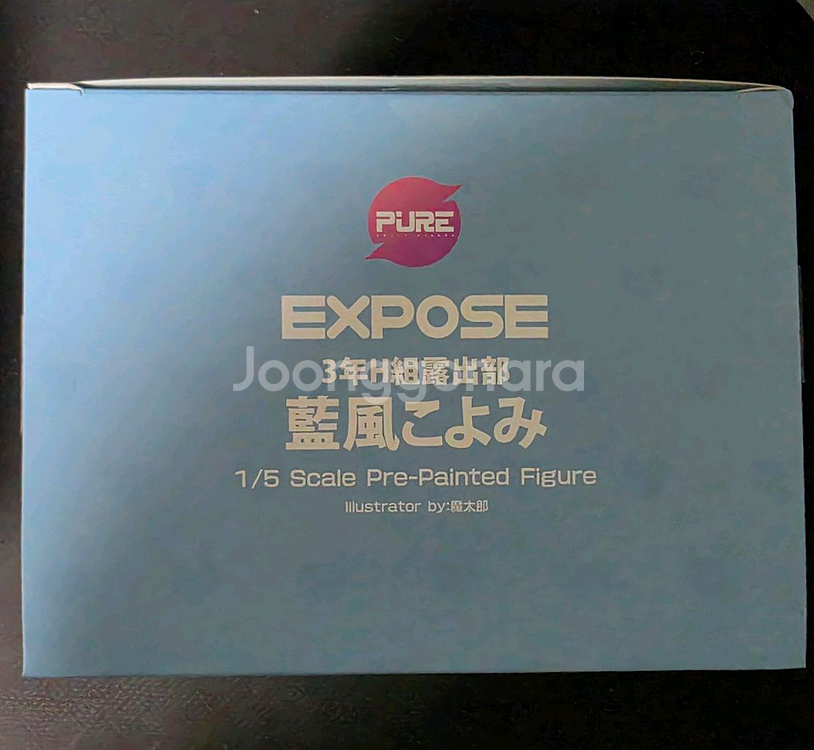 PURE
EXPOSE
3年H組露出部
Joonggonara
藍風こよみ
1/5 Scale Pre-Painted Figure
Illustrator by:魔太郎